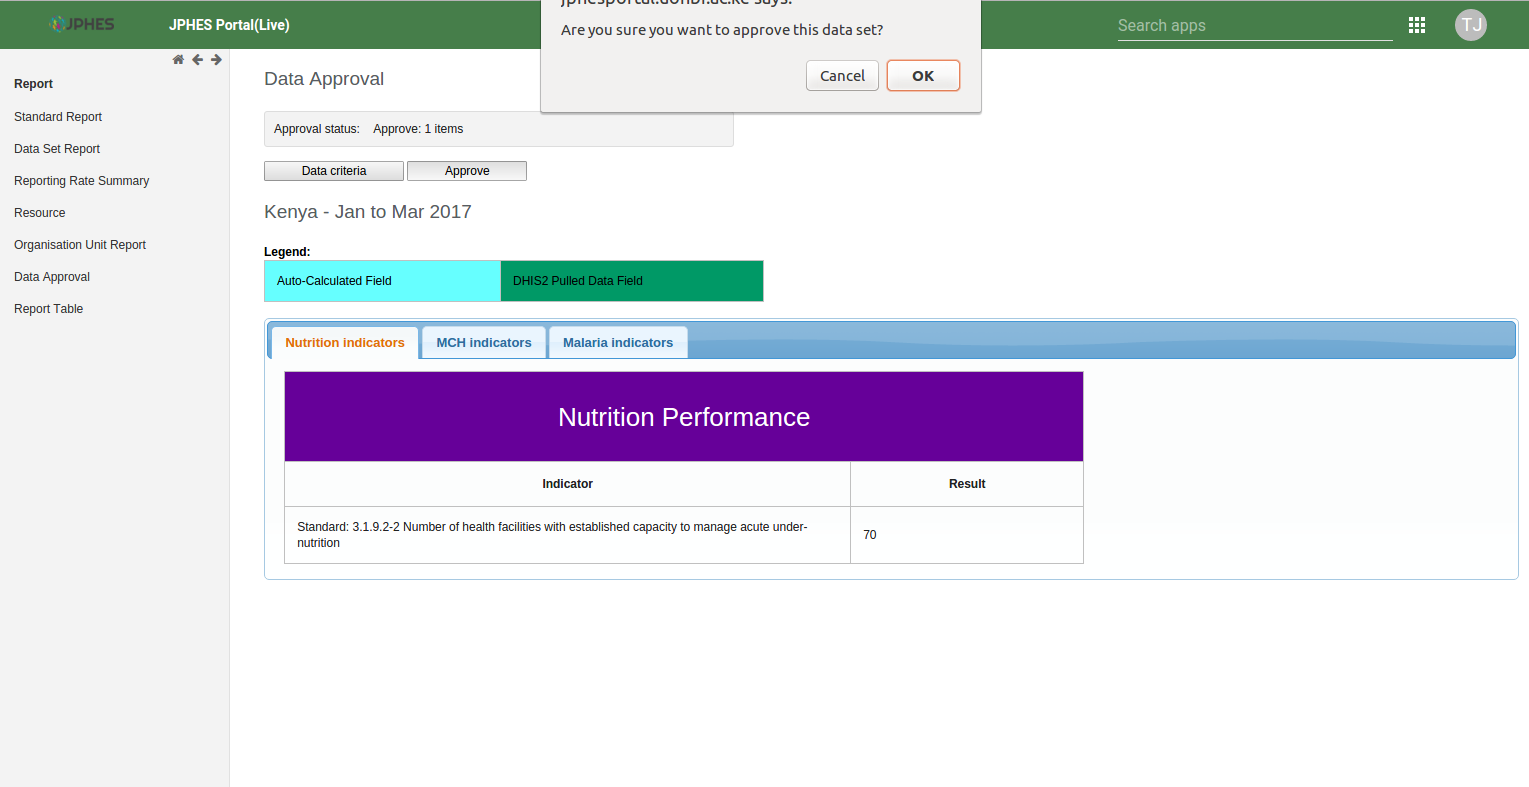 JPHES
JPHES Portal(Live)
Are you sure you want to approve this data set?
Cancel
OK
Search apps
TJ
Report
Standard Report
Data Set Report
Reporting Rate Summary
Resource
Organisation Unit Report
Data Approval
Report Table
Data Approval
Approval status: Approve: 1 items
Data criteria
Approve
Kenya - Jan to Mar 2017
Legend:
Auto-Calculated Field
DHIS2 Pulled Data Field
Nutrition indicators
MCH indicators
Malaria indicators
Nutrition Performance
Indicator
Result
Standard: 3.1.9.2-2 Number of health facilities with established capacity to manage acute under-
nutrition
70